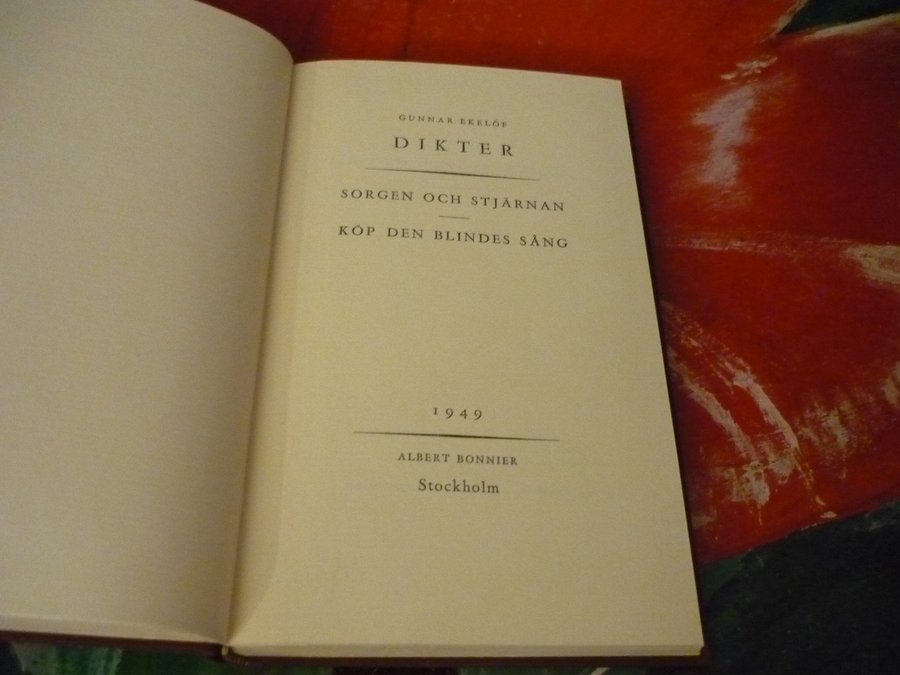 GUNNAR EKELÖF
DIKTER
SORGEN OCH STJÄRNAN
KÖP DEN BLINDES SÅNG
1949
ALBERT BONNIER
Stockholm